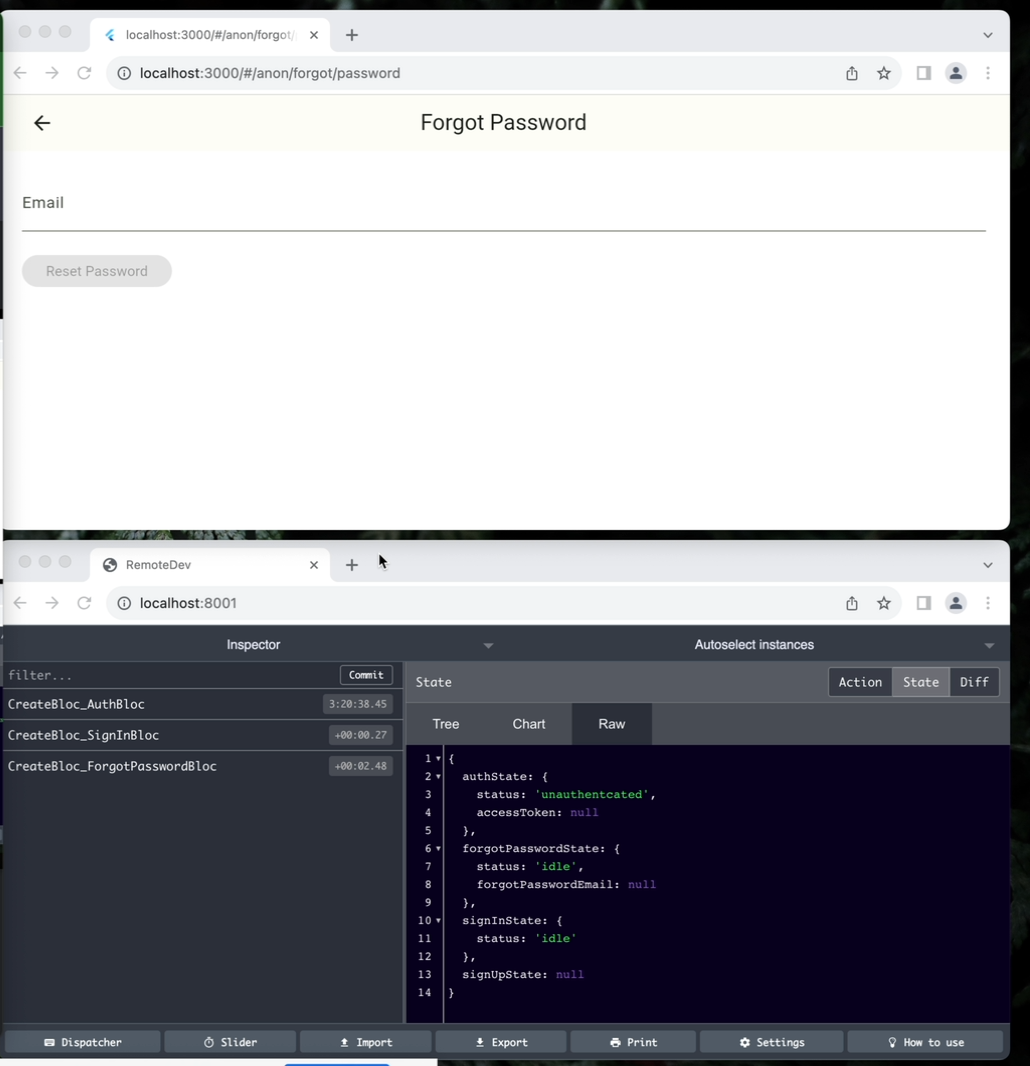 localhost:3000/#/anon/forgot/
localhost:3000/#/anon/forgot/password
Forgot Password
Email
Reset Password
RemoteDev
localhost:8001
Inspector
Autoselect instances
filter...
Commit
CreateBloc_AuthBloc
3:20:38.45
CreateBloc_SignInBloc
+00:00.27
CreateBloc_ForgotPasswordBloc
+00:02.48
State
Action
State
Diff
Tree
Chart
Raw
1 {
2 authState: {
3 status: 'unauthentcated',
4 accessToken: null
5 },
6 forgotPasswordState: {
7 status: 'idle',
8 forgotPasswordEmail: null
9 },
10 signInState: {
11 status: 'idle'
12 },
13 signUpState: null
14 }
Dispatcher
Slider
Import
Export
Print
Settings
How to use